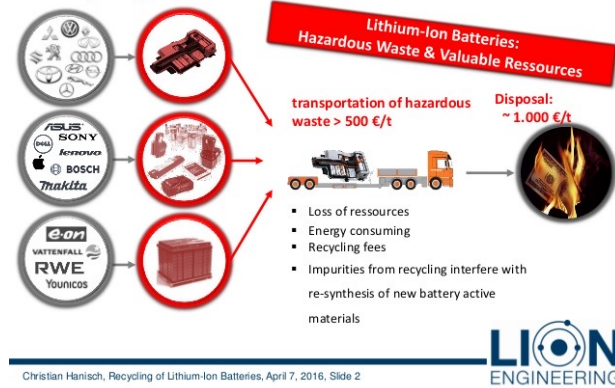 Lithium-Ion Batteries:
Hazardous Waste & Valuable Ressources
transportation of hazardous
waste > 500 €/t
Disposal:
~ 1.000 €/t
ASUS
SONY
DELL
lenovo
BOSCH
makita
e·on
VATTENFALL
RWE
Younicos
▪ Loss of ressources
▪ Energy consuming
▪ Recycling fees
▪ Impurities from recycling interfere with
re-synthesis of new battery active
materials
LION
ENGINEERING
Christian Hanisch, Recycling of Lithium-Ion Batteries, April 7, 2016, Slide 2